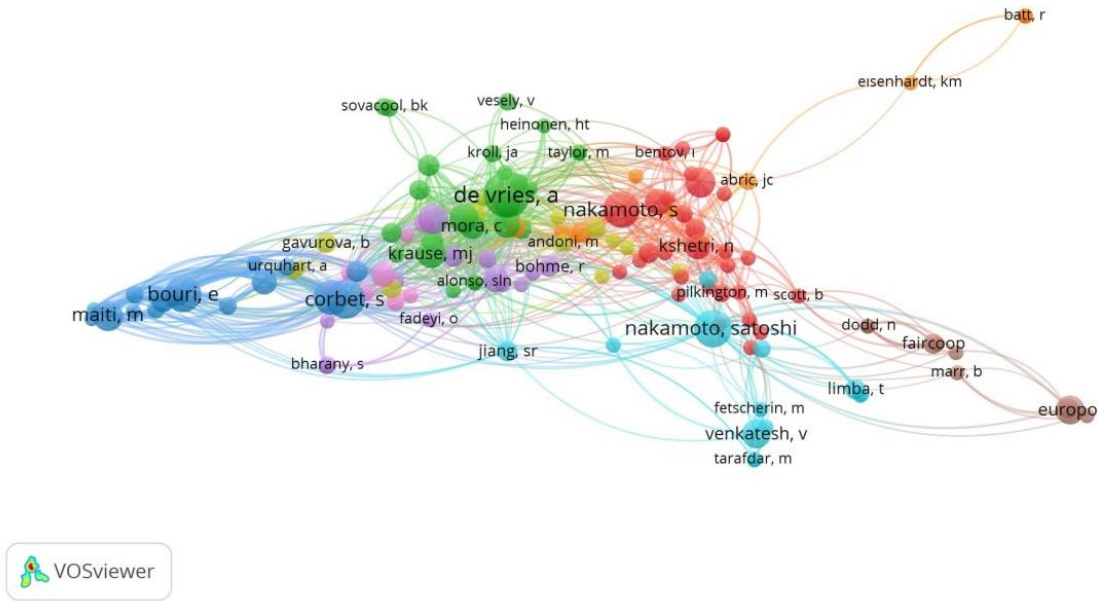 batt, r
eisenhardt, km
sovacool, bk
vesely, v
heinonen, ht
kroll, ja
taylor, m
bentov, i
abric, jc
de vries, a
nakamoto, s
mora, c
gavurova, b
andoni, m
kshetri, n
krause, mj
urquhart, a
bohme, r
alonso, sln
bouri, e
corbet, s
pilkington, m
scott, b
maiti, m
fadeyi, o
nakamoto, satoshi
dodd, n
faircoop
jiang, sr
bharany, s
marr, b
limba, t
fetscherin, m
europo
venkatesh, v
tarafdar, m
VOSviewer